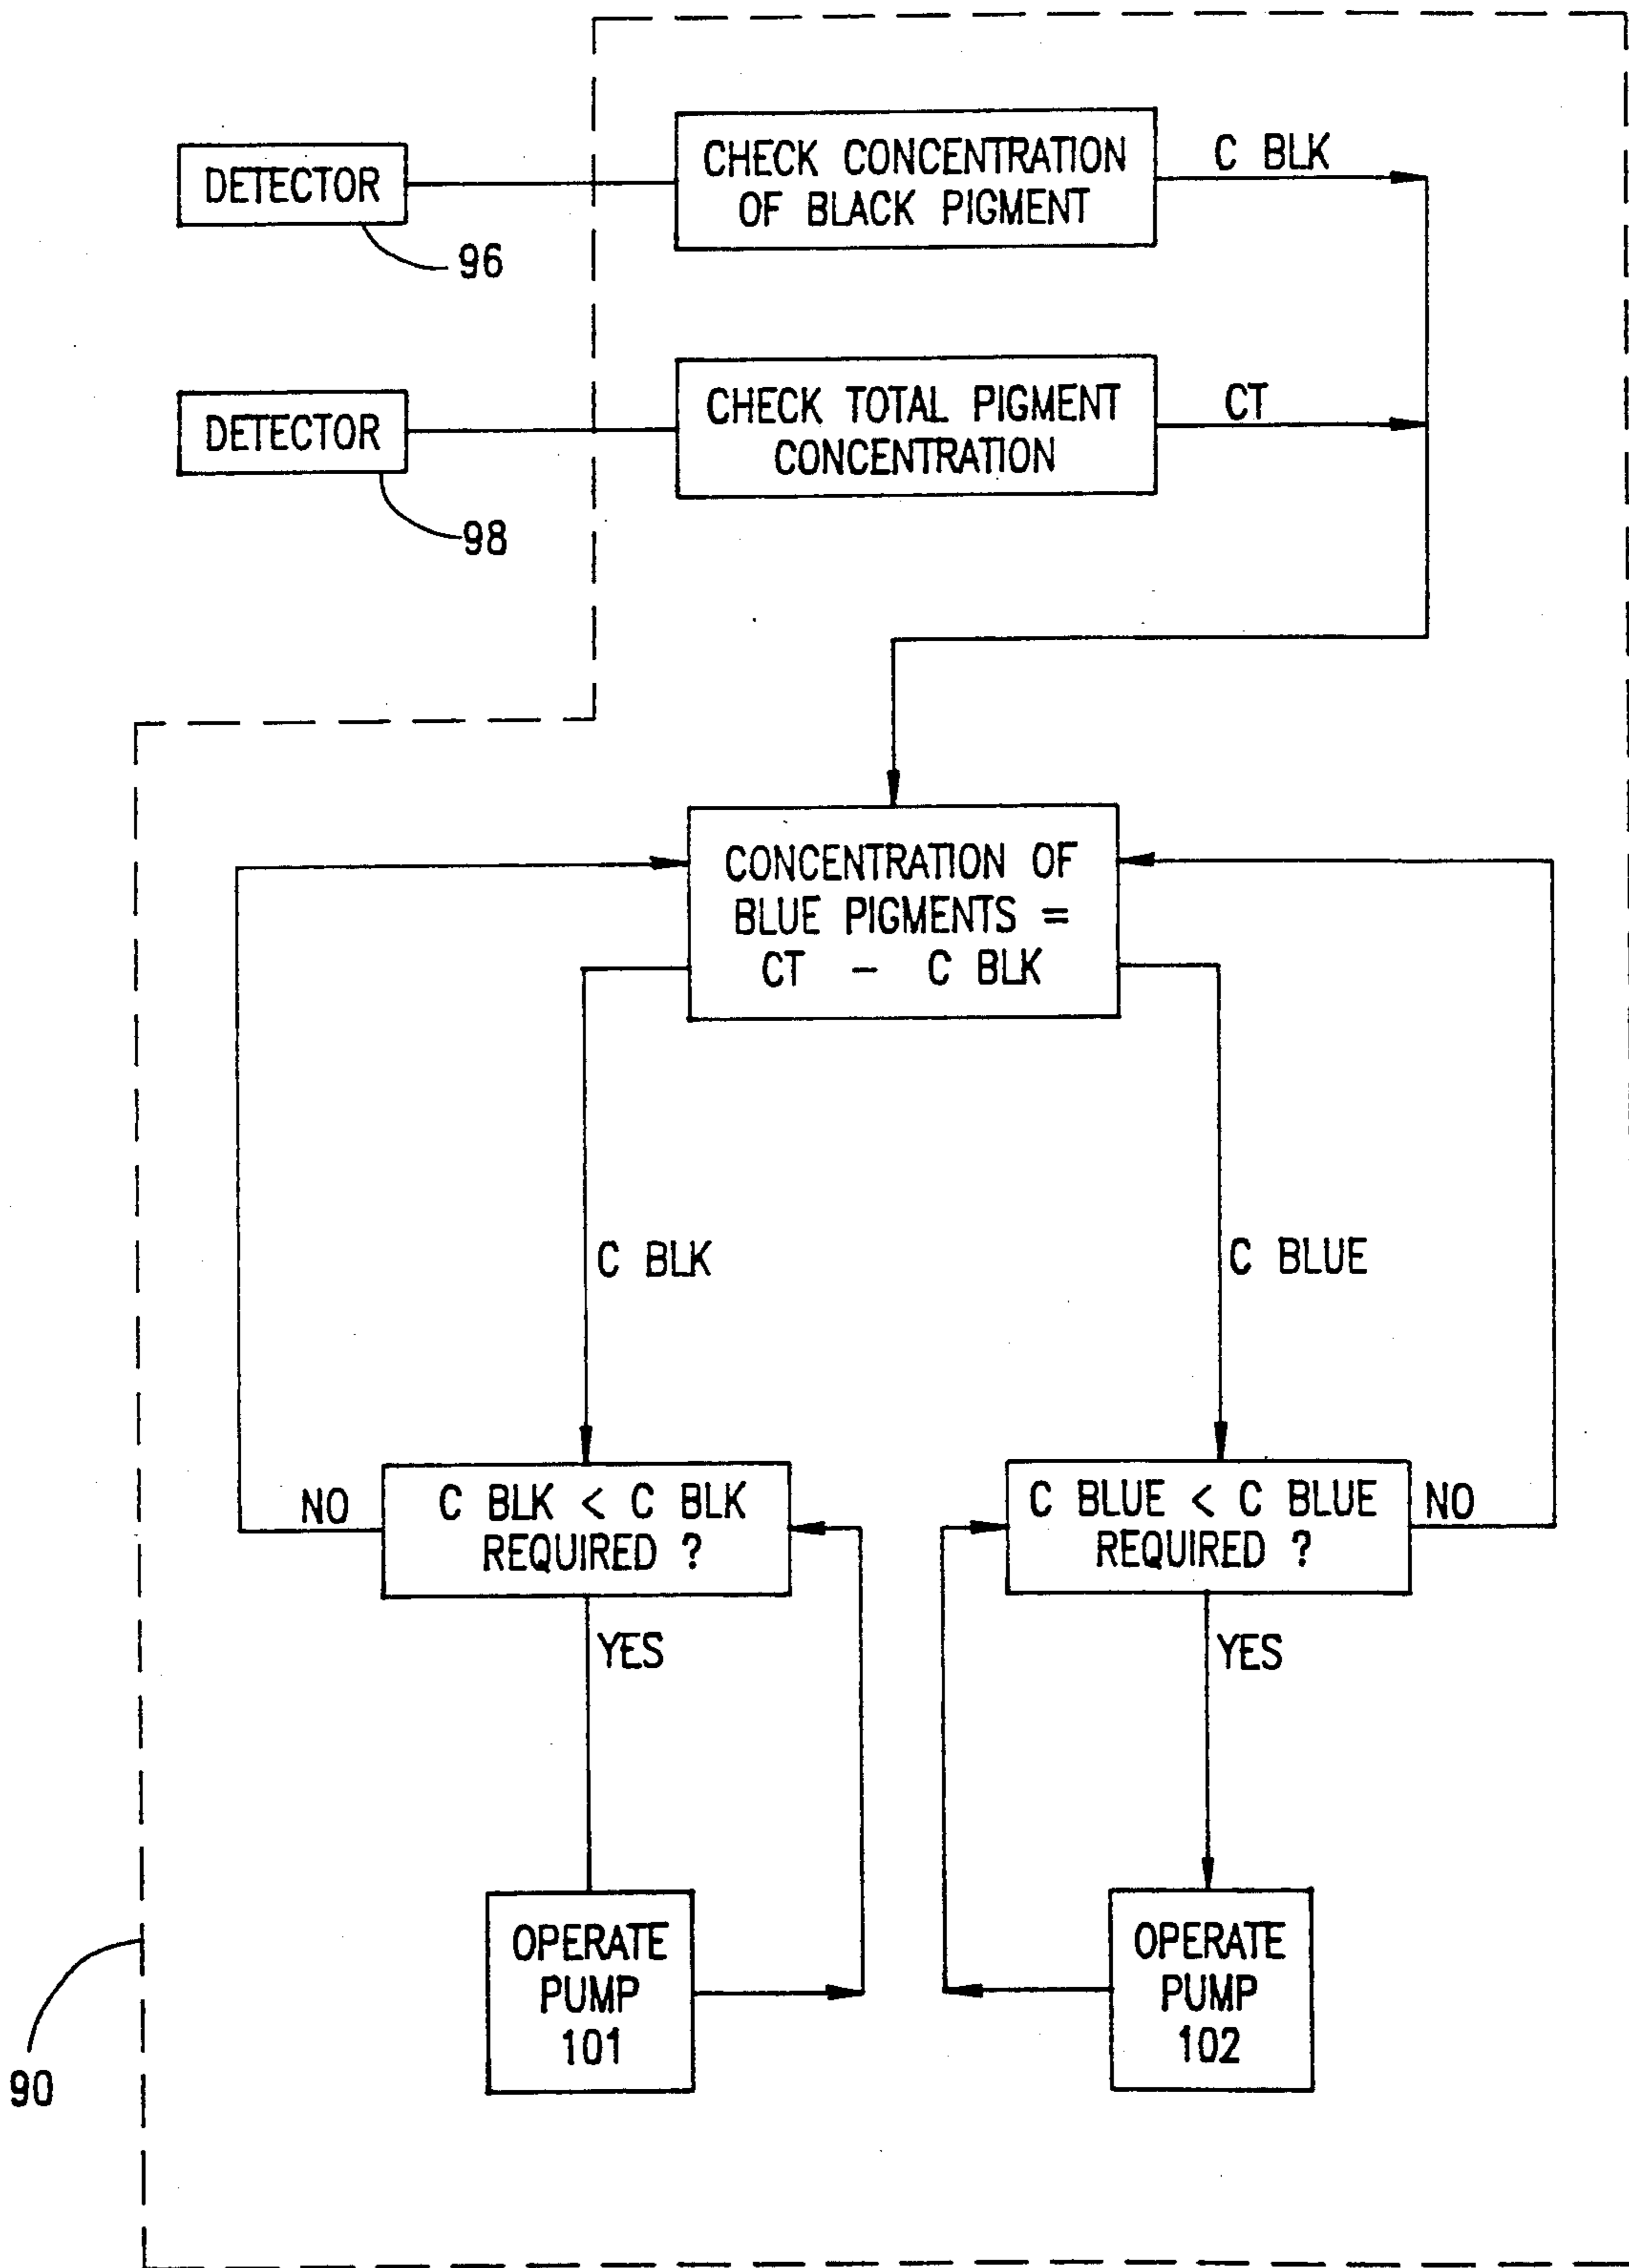 DETECTOR
96
CHECK CONCENTRATION
OF BLACK PIGMENT
C BLK
DETECTOR
98
CHECK TOTAL PIGMENT
CONCENTRATION
CT
CONCENTRATION OF
BLUE PIGMENTS =
CT - C BLK
C BLK
C BLUE
NO
C BLK < C BLK
REQUIRED ?
C BLUE < C BLUE
REQUIRED ?
NO
YES
YES
OPERATE
PUMP
101
OPERATE
PUMP
102
90